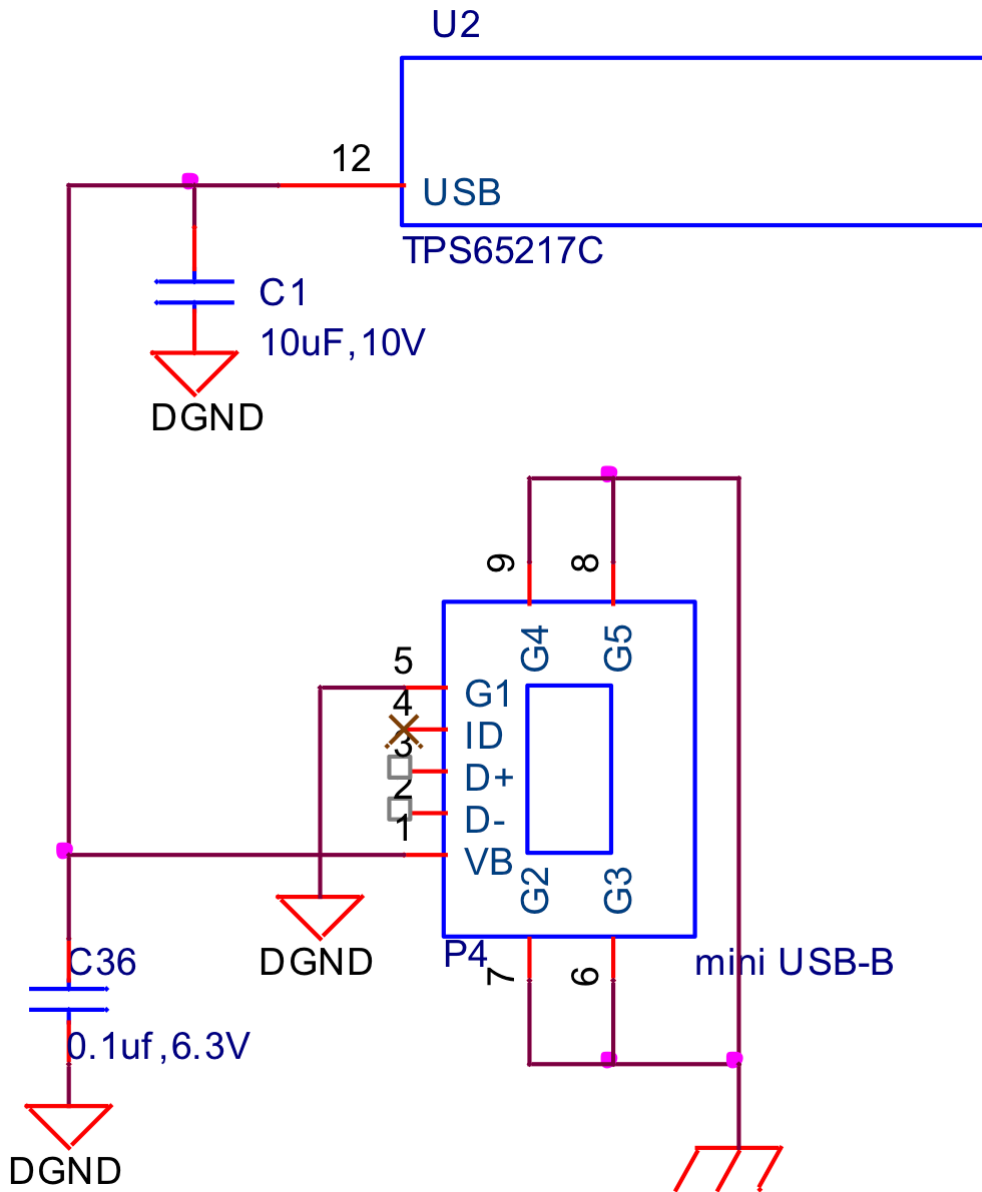 U2
12
USB
TPS65217C
C1
10uF,10V
DGND
9
8
G4
G5
5
G1
4
ID
3
D+
2
D-
1
VB
G2
G3
DGND
P4
mini USB-B
7
6
C36
0.1uf,6.3V
DGND